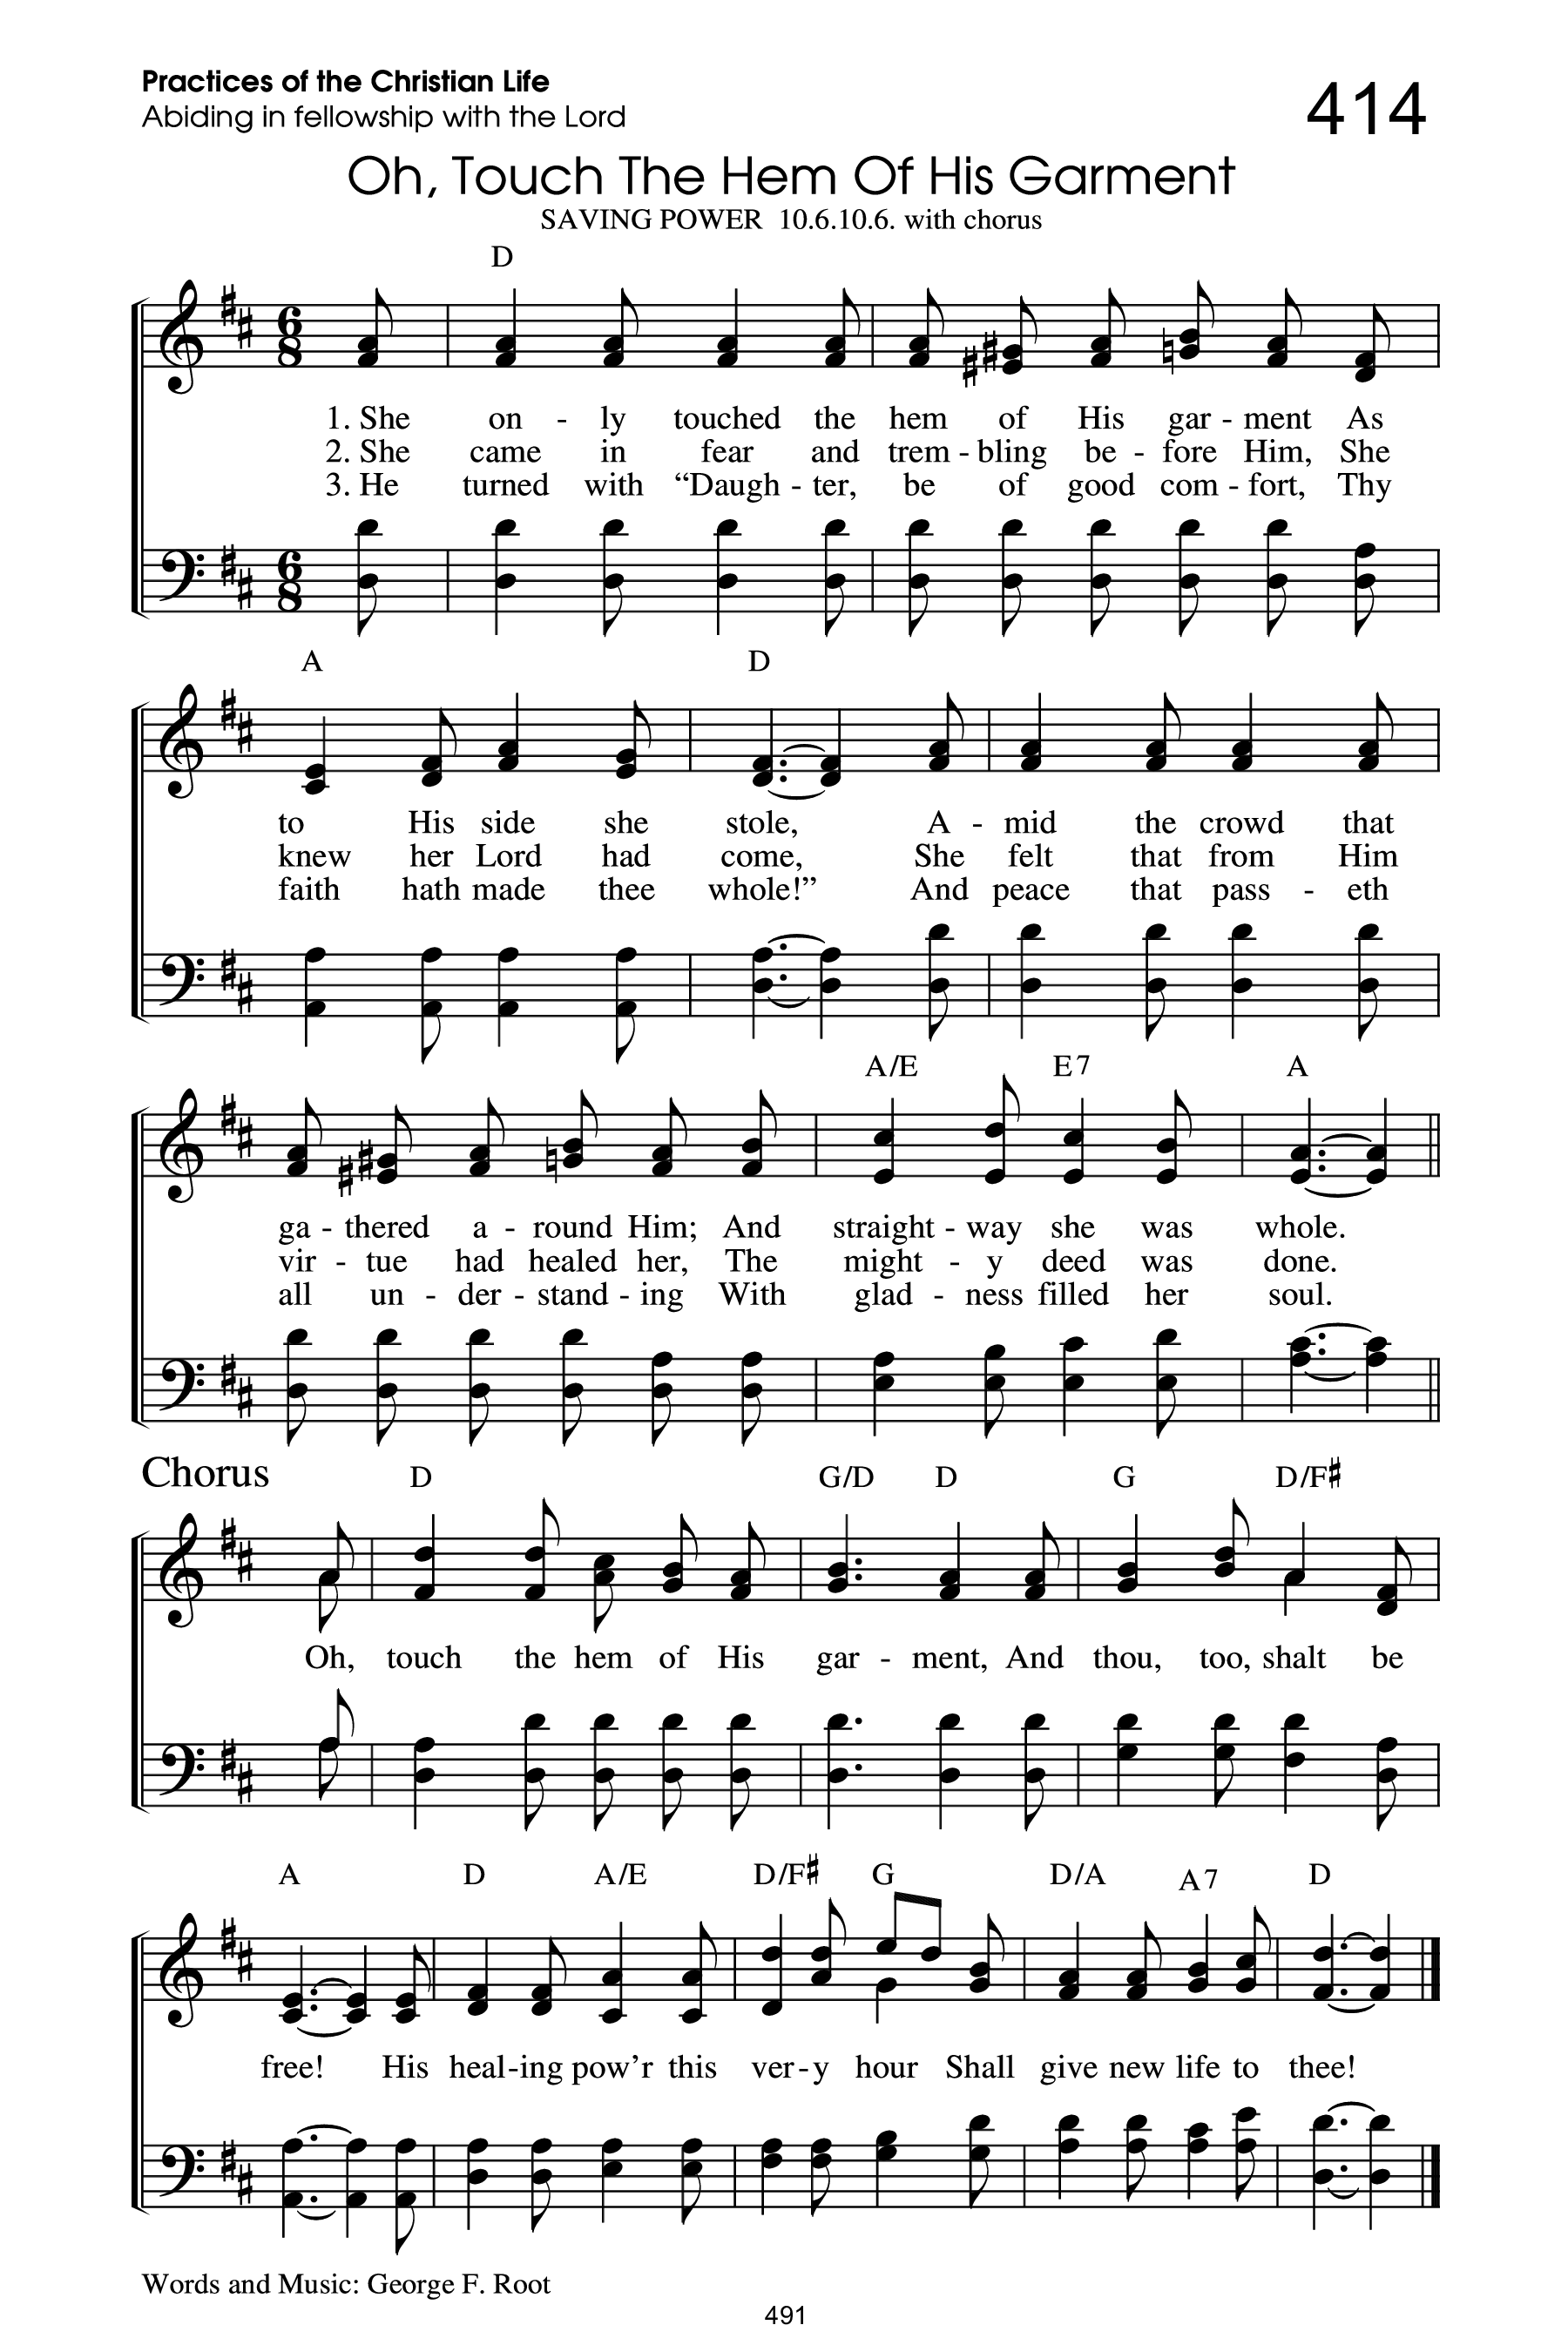 Practices of the Christian Life
414
Abiding in fellowship with the Lord
Oh, Touch The Hem Of His Garment
SAVING POWER 10.6.10.6. with chorus
D
1. She on - ly touched the hem of His gar - ment As
2. She came in fear and trem - bling be - fore Him, She
3. He turned with “Daugh - ter, be of good com - fort, Thy
A D
to His side she stole, A - mid the crowd that
knew her Lord had come, She felt that from Him
faith hath made thee whole!” And peace that pass - eth
A/E E7 A
ga - thered a - round Him; And straight - way she was whole.
vir - tue had healed her, The might - y deed was done.
all un - der - stand - ing With glad - ness filled her soul.
Chorus D G/D D G D/F♯
Oh, touch the hem of His gar - ment, And thou, too, shalt be
A D A/E D/F♯ G D/A A7 D
free! His heal-ing pow’r this ver-y hour Shall give new life to thee!
Words and Music: George F. Root
491